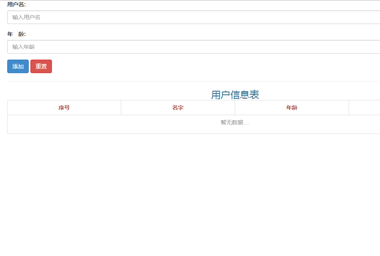 用户名:
输入用户名
年 龄:
输入年龄
添加 重置
用户信息表
序号 名字 年龄
暂无数据...